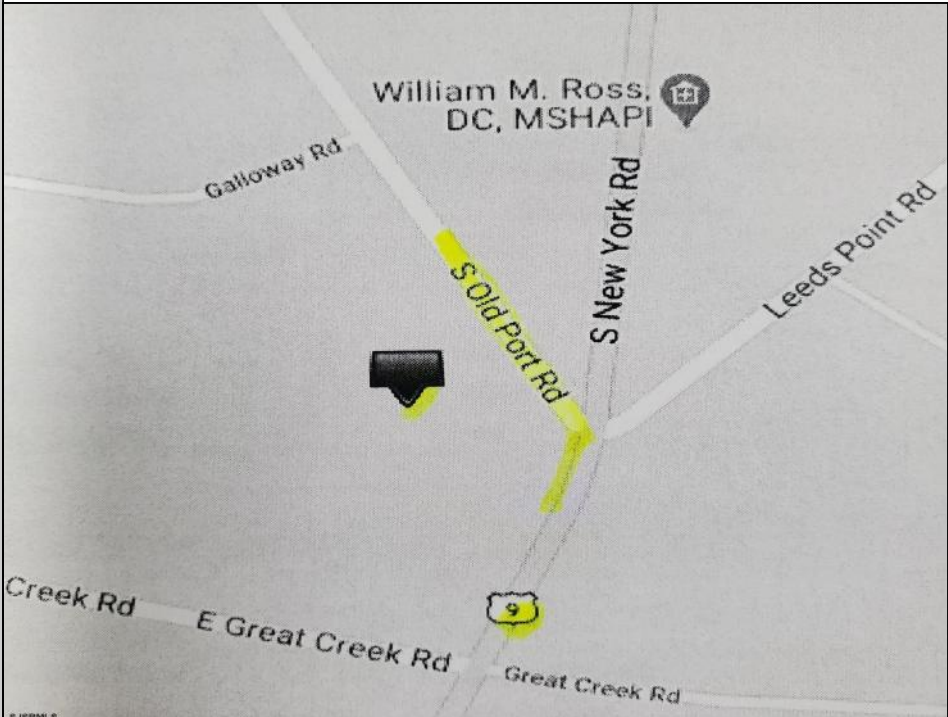 William M. Ross,
DC, MSHAPI
Galloway Rd
S New York Rd
Leeds Point Rd
S Old Port Rd
9
Creek Rd
E Great Creek Rd
Great Creek Rd